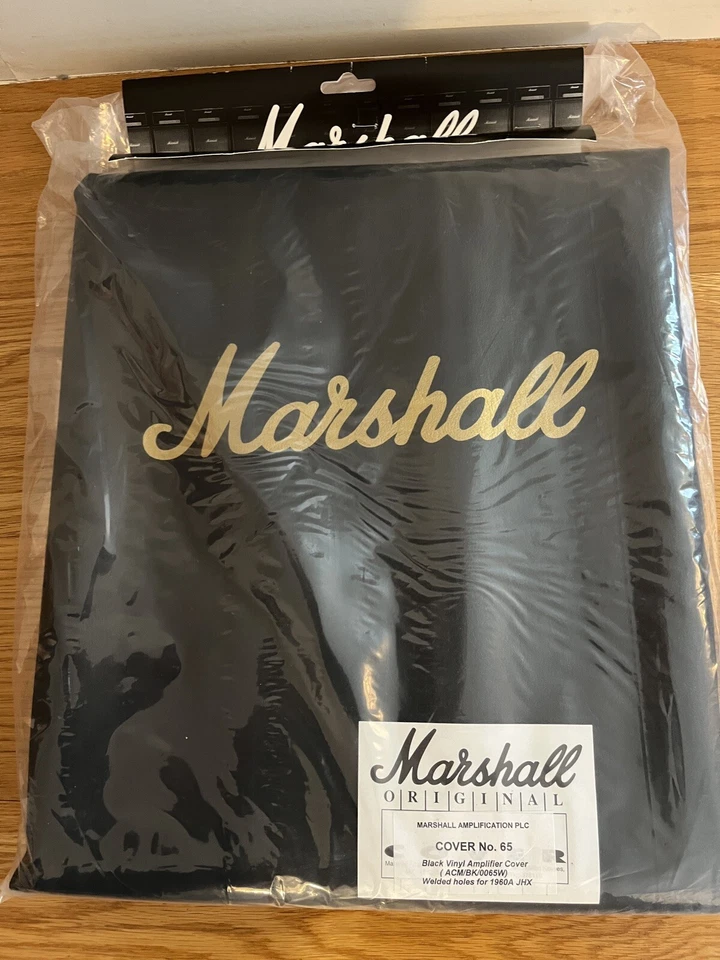 Marshall
Marshall
Marshall
ORIGINAL
MARSHALL AMPLIFICATION PLC
COVER No. 65
Black Vinyl Amplifier Cover
( ACM/BK/0065W)
Welded holes for 1960A JHX